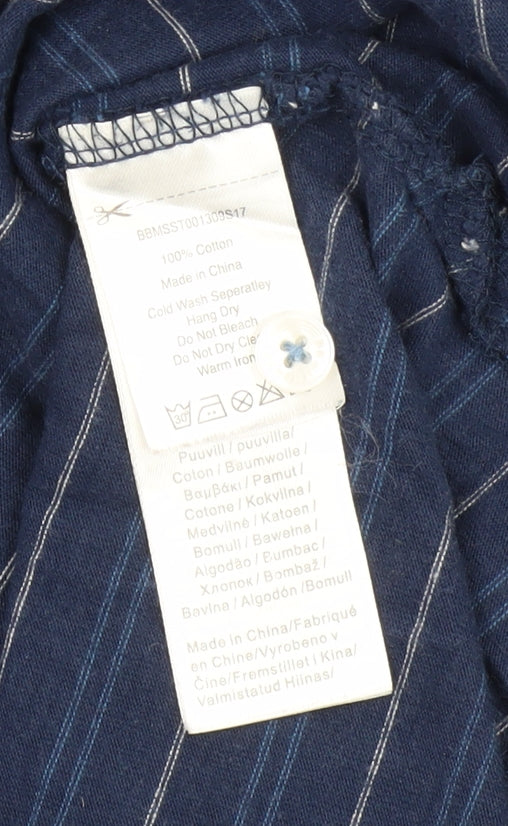 BBMSST001309S17
100% Cotton
Made in China
Cold Wash Seperatley
Hang Dry
Do Not Bleach
Do Not Dry
Warm Iron
30
Puuvill / puuvilla/
Coton / Baumwolle /
Βαμβάκι / Pamut /
Cotone / Kokvilna /
Medvilnė / Katoen /
Bomull / Bawełna /
Algodão / Bumbac /
Хлопок / Bombaž /
Bavlna / Algodón /Bomull
Made in China/Fabriqué
en Chine/Vyrobeno v
Číne/Fremstillet i Kina/
Valmistatud Hiinas/